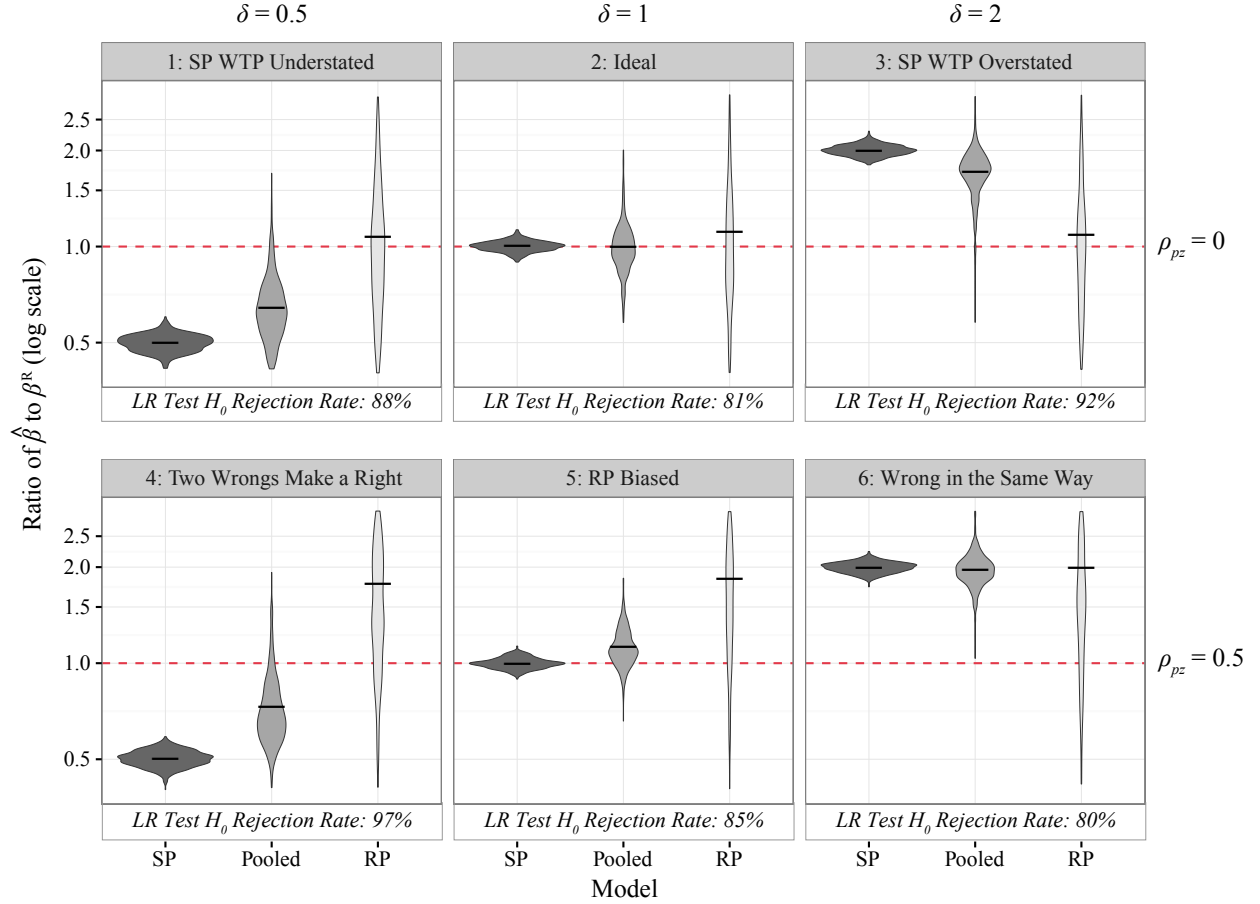 δ = 0.5 δ = 1 δ = 2
1: SP WTP Understated 2: Ideal 3: SP WTP Overstated
2.5
2.0
1.5
1.0
0.5
ρpz = 0
LR Test H0 Rejection Rate: 88% LR Test H0 Rejection Rate: 81% LR Test H0 Rejection Rate: 92%
Ratio of β̂ to βᴿ (log scale)
4: Two Wrongs Make a Right 5: RP Biased 6: Wrong in the Same Way
2.5
2.0
1.5
1.0
0.5
ρpz = 0.5
LR Test H0 Rejection Rate: 97% LR Test H0 Rejection Rate: 85% LR Test H0 Rejection Rate: 80%
SP Pooled RP SP Pooled RP SP Pooled RP
Model